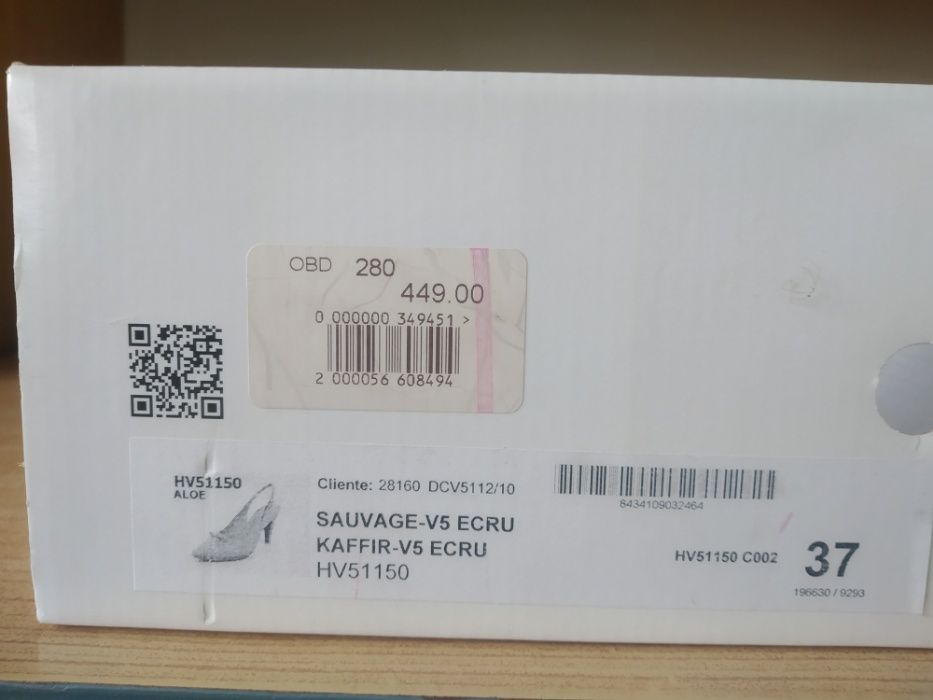 OBD 280
449.00
0 000000 349451 >
2 000056 608494
HV51150
ALOE
Cliente: 28160 DCV5112/10
SAUVAGE-V5 ECRU
KAFFIR-V5 ECRU
HV51150
8434109032464
HV51150 C002
37
196630 / 9293